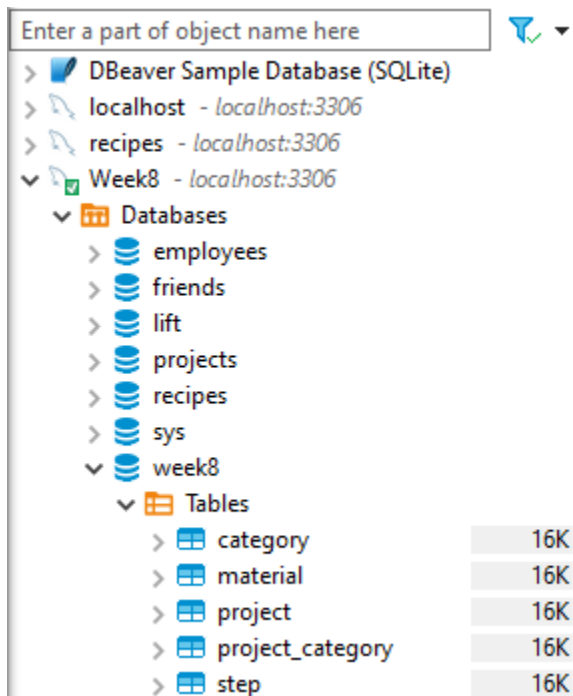 Enter a part of object name here
DBeaver Sample Database (SQLite)
localhost - localhost:3306
recipes - localhost:3306
Week8 - localhost:3306
Databases
employees
friends
lift
projects
recipes
sys
week8
Tables
category 16K
material 16K
project 16K
project_category 16K
step 16K